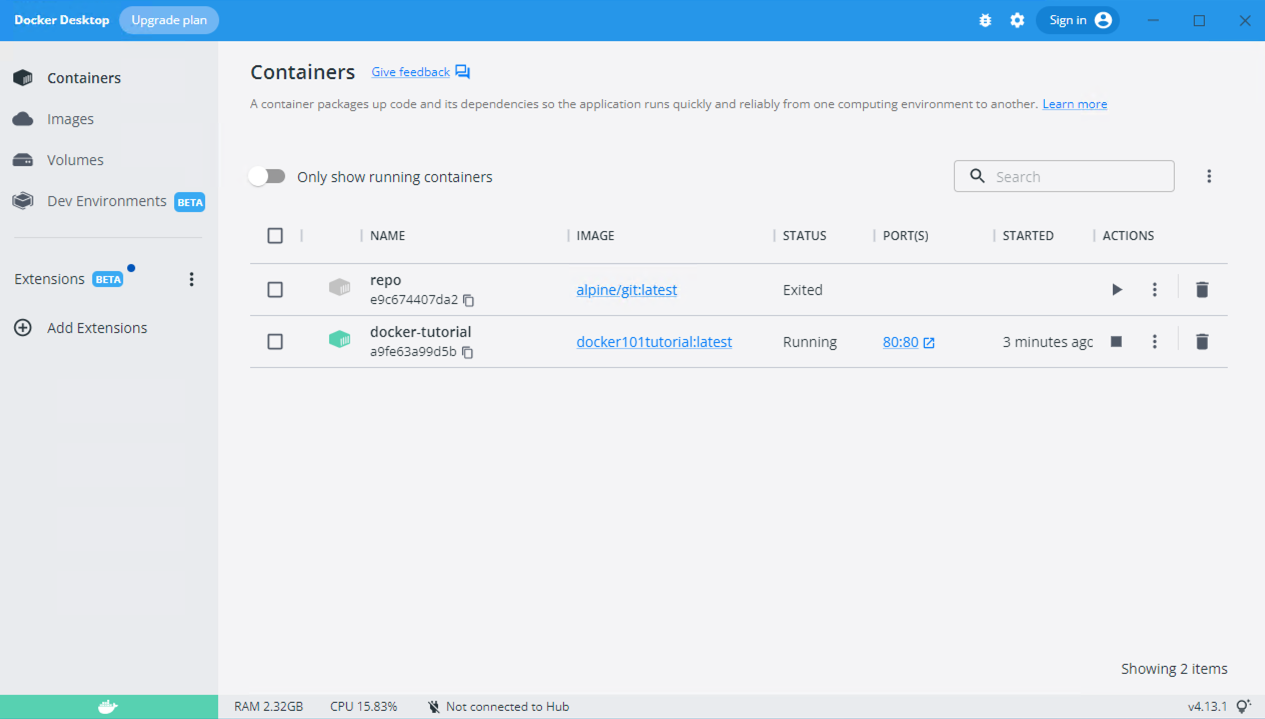 Docker Desktop Upgrade plan Sign in
Containers
Images
Volumes
Dev Environments BETA
Extensions BETA
Add Extensions
Containers Give feedback
A container packages up code and its dependencies so the application runs quickly and reliably from one computing environment to another. Learn more
Only show running containers Search
NAME IMAGE STATUS PORT(S) STARTED ACTIONS
repo
e9c674407da2 alpine/git:latest Exited
docker-tutorial
a9fe63a99d5b docker101tutorial:latest Running 80:80 3 minutes agc
Showing 2 items
RAM 2.32GB CPU 15.83% Not connected to Hub v4.13.1